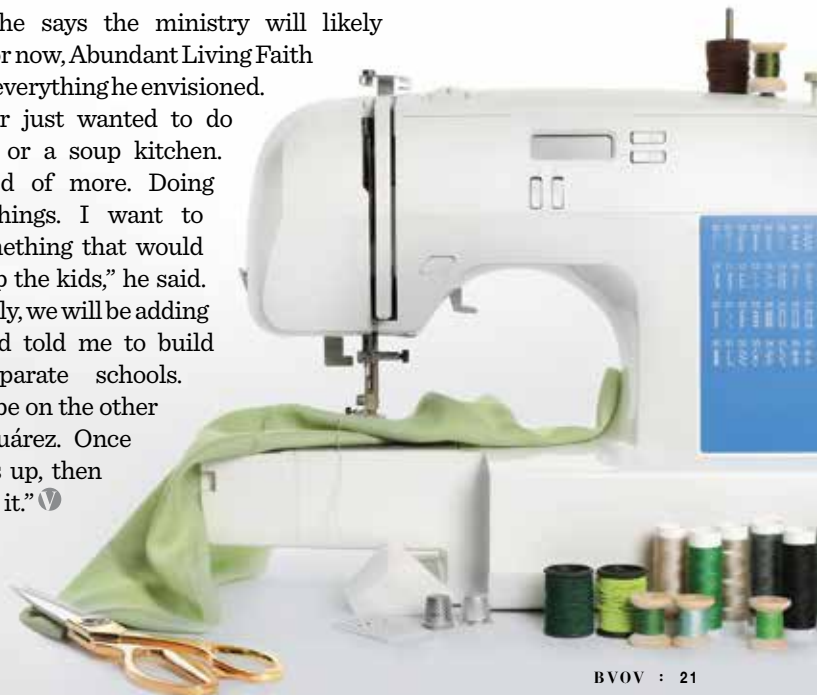 he says the ministry will likely
or now, Abundant Living Faith
everything he envisioned.
r just wanted to do
or a soup kitchen.
d of more. Doing
hings. I want to
mething that would
p the kids,” he said.
ly, we will be adding
d told me to build
parate schools.
be on the other
uárez. Once
s up, then
it.” V
BVOV : 21